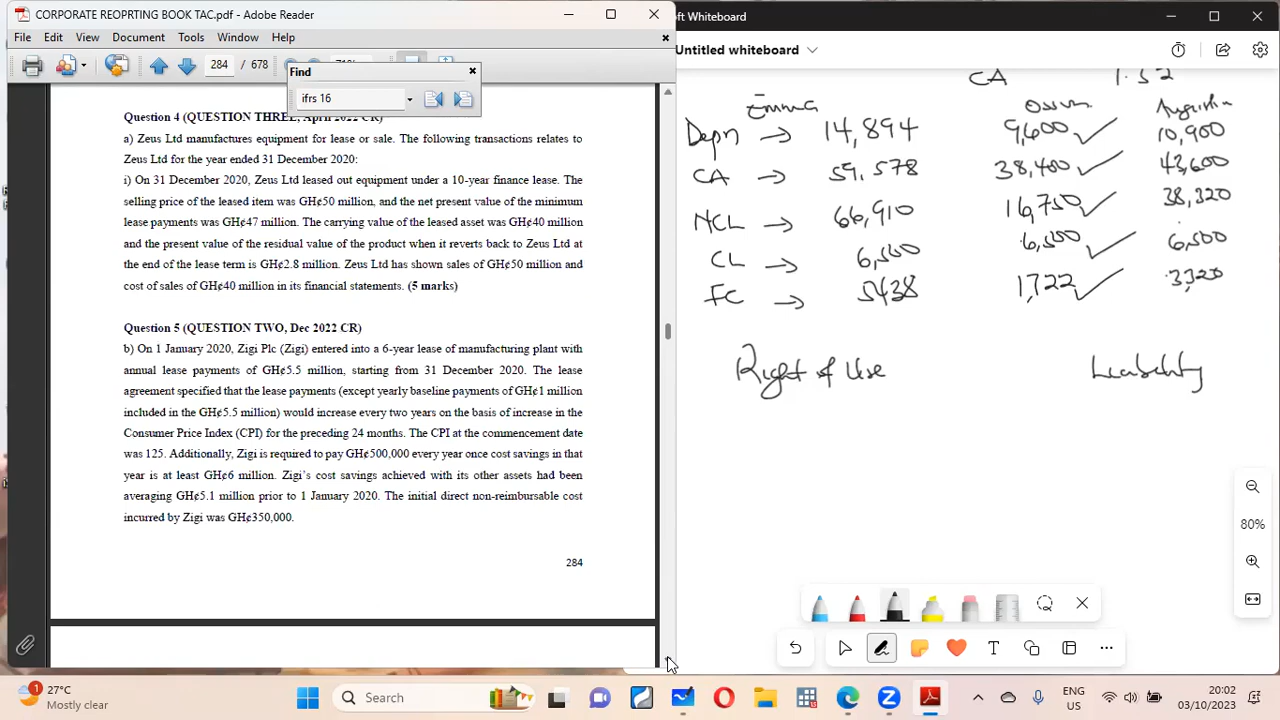 CORPORATE REOPRTING BOOK TAC.pdf - Adobe Reader
File Edit View Document Tools Window Help
284 / 678
Find
ifrs 16
Question 4 (QUESTION THREE, April 2022 CR)
a) Zeus Ltd manufactures equipment for lease or sale. The following transactions relates to
Zeus Ltd for the year ended 31 December 2020:
i) On 31 December 2020, Zeus Ltd leased out equipment under a 10-year finance lease. The
selling price of the leased item was GH¢50 million, and the net present value of the minimum
lease payments was GH¢47 million. The carrying value of the leased asset was GH¢40 million
and the present value of the residual value of the product when it reverts back to Zeus Ltd at
the end of the lease term is GH¢2.8 million. Zeus Ltd has shown sales of GH¢50 million and
cost of sales of GH¢40 million in its financial statements. (5 marks)
Question 5 (QUESTION TWO, Dec 2022 CR)
b) On 1 January 2020, Zigi Plc (Zigi) entered into a 6-year lease of manufacturing plant with
annual lease payments of GH¢5.5 million, starting from 31 December 2020. The lease
agreement specified that the lease payments (except yearly baseline payments of GH¢1 million
included in the GH¢5.5 million) would increase every two years on the basis of increase in the
Consumer Price Index (CPI) for the preceding 24 months. The CPI at the commencement date
was 125. Additionally, Zigi is required to pay GH¢500,000 every year once cost savings in that
year is at least GH¢6 million. Zigi's cost savings achieved with its other assets had been
averaging GH¢5.1 million prior to 1 January 2020. The initial direct non-reimbursable cost
incurred by Zigi was GH¢350,000.
284
oft Whiteboard
Untitled whiteboard
CA
Emma
Depn → 14,894 9,600 10,900
CA → 59,578 38,400 43,600
NCL → 66,910 16,750 38,320
CL → 6,500 6,500 6,500
FC → 5438 1,722 3,320
Right of Use Liability
80%
27°C
Mostly clear
1
Search
ENG
GE
20:02
03/10/2023